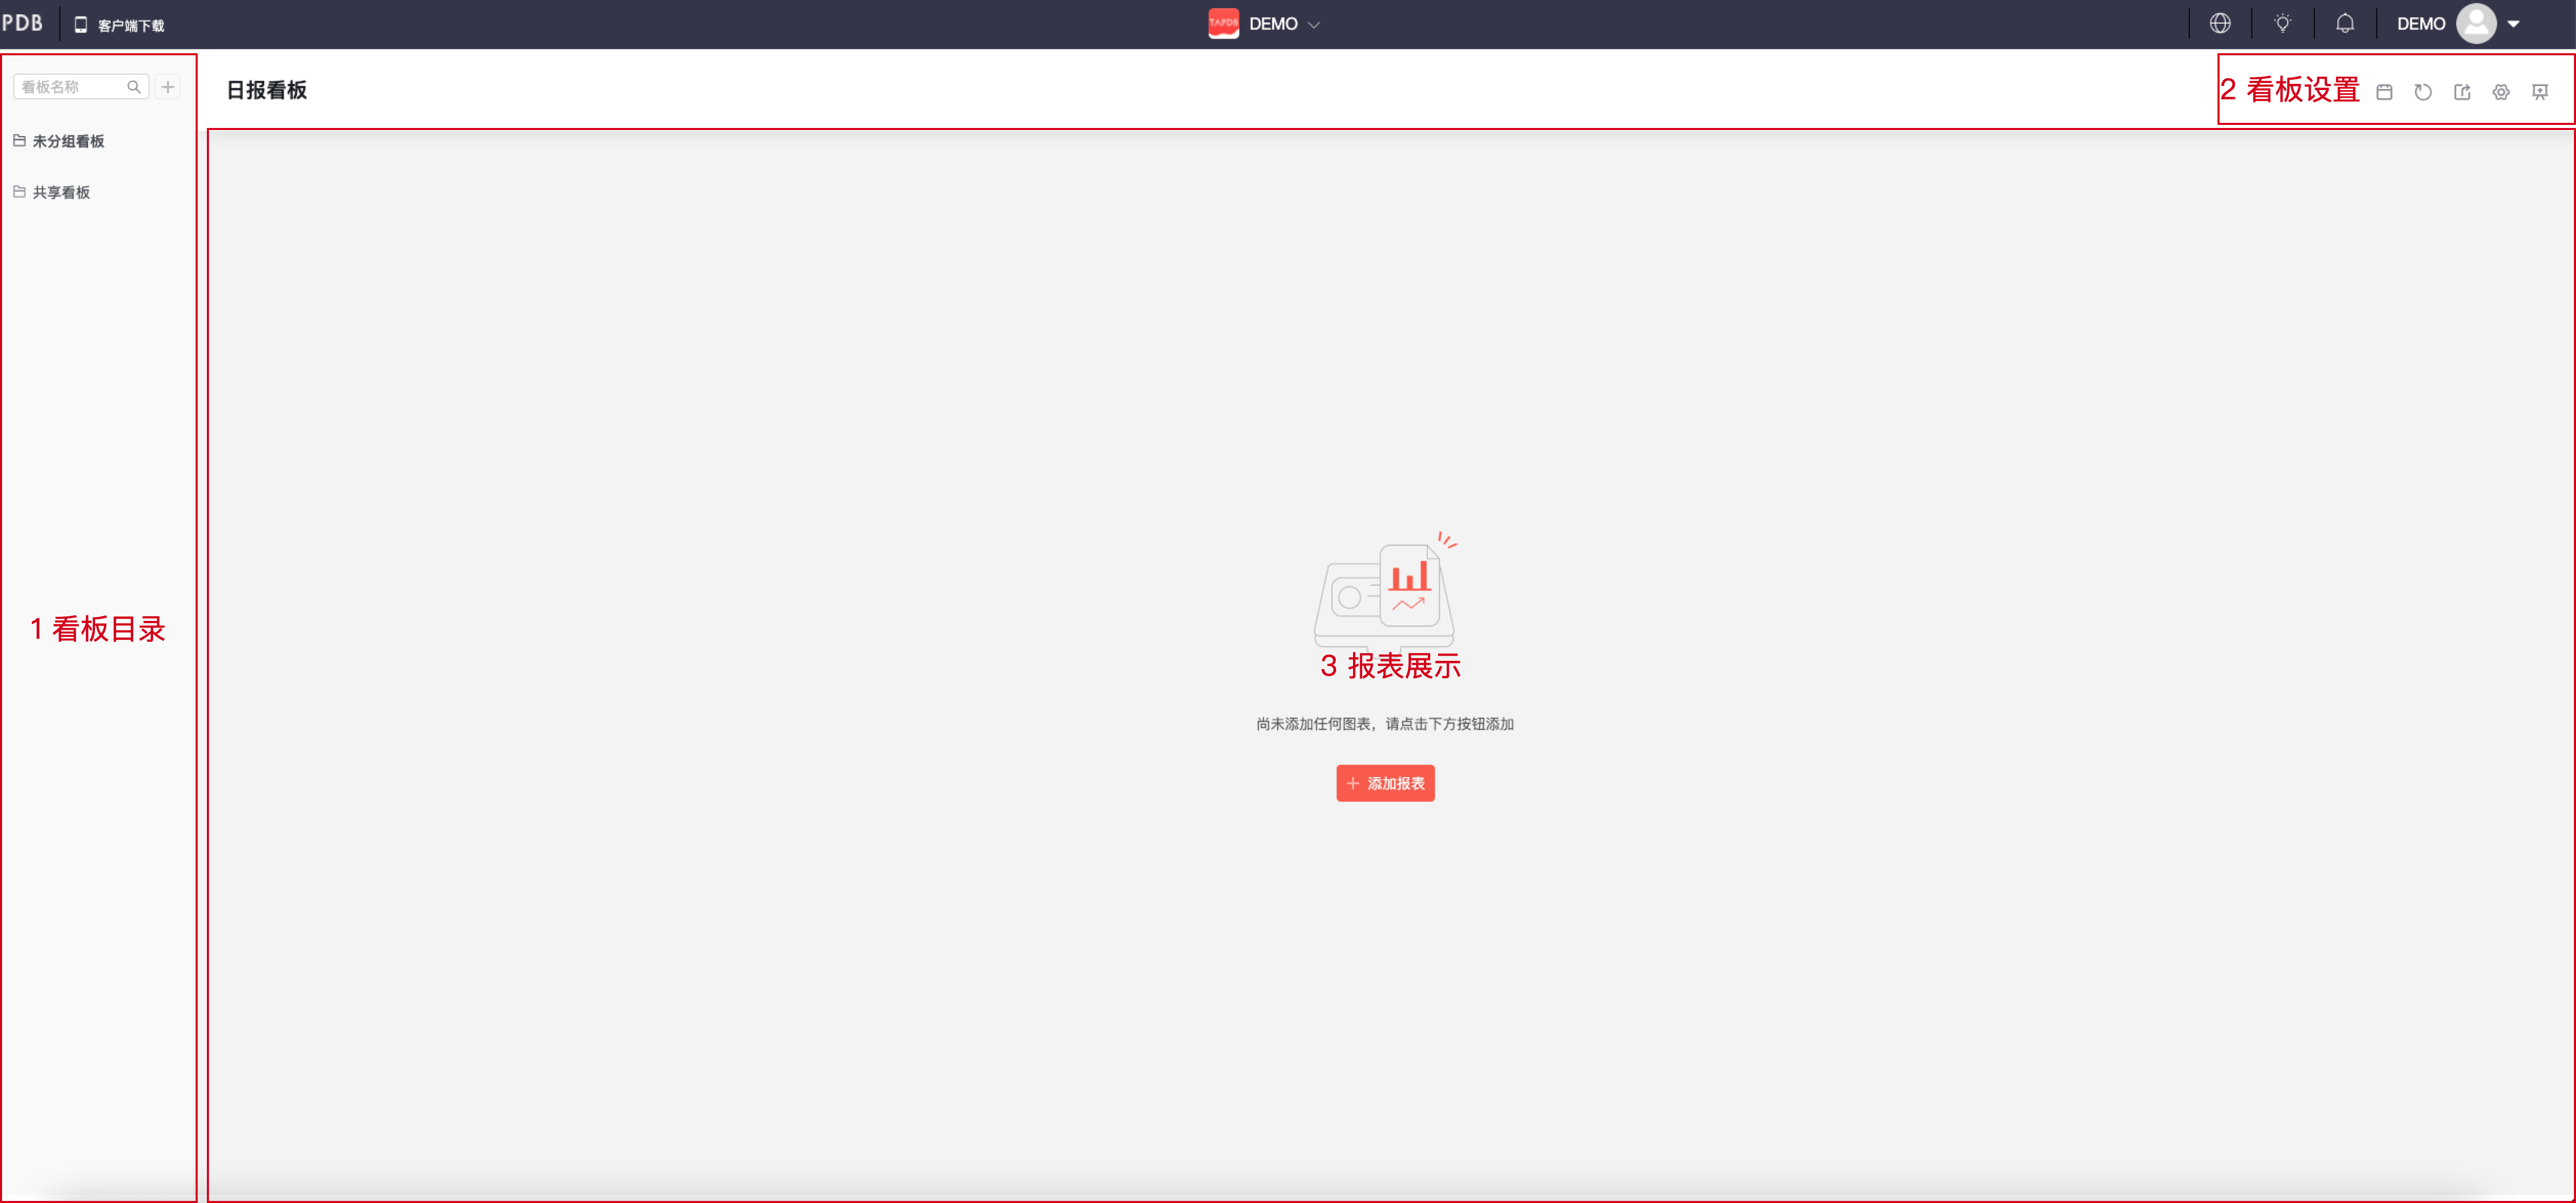 PDB
客户端下载
TAPDB
DEMO
DEMO
看板名称
日报看板
2 看板设置
未分组看板
共享看板
1 看板目录
3 报表展示
尚未添加任何图表，请点击下方按钮添加
添加报表